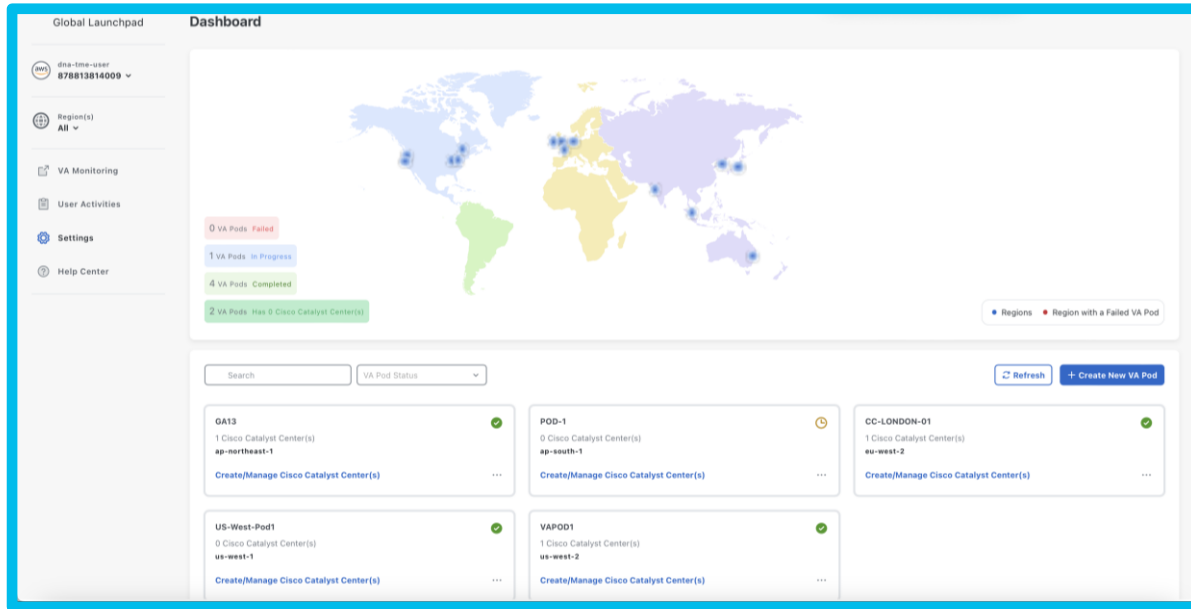 Global Launchpad
Dashboard
aws
dna-tme-user
878813814009
Region(s)
All
VA Monitoring
User Activities
Settings
Help Center
0 VA Pods Failed
1 VA Pods In Progress
4 VA Pods Completed
2 VA Pods Has 0 Cisco Catalyst Center(s)
Regions Region with a Failed VA Pod
Search VA Pod Status Refresh + Create New VA Pod
GA13
1 Cisco Catalyst Center(s)
ap-northeast-1
Create/Manage Cisco Catalyst Center(s) ...
POD-1
0 Cisco Catalyst Center(s)
ap-south-1
Create/Manage Cisco Catalyst Center(s) ...
CC-LONDON-01
1 Cisco Catalyst Center(s)
eu-west-2
Create/Manage Cisco Catalyst Center(s) ...
US-West-Pod1
0 Cisco Catalyst Center(s)
us-west-1
Create/Manage Cisco Catalyst Center(s) ...
VAPOD1
1 Cisco Catalyst Center(s)
us-west-2
Create/Manage Cisco Catalyst Center(s) ...